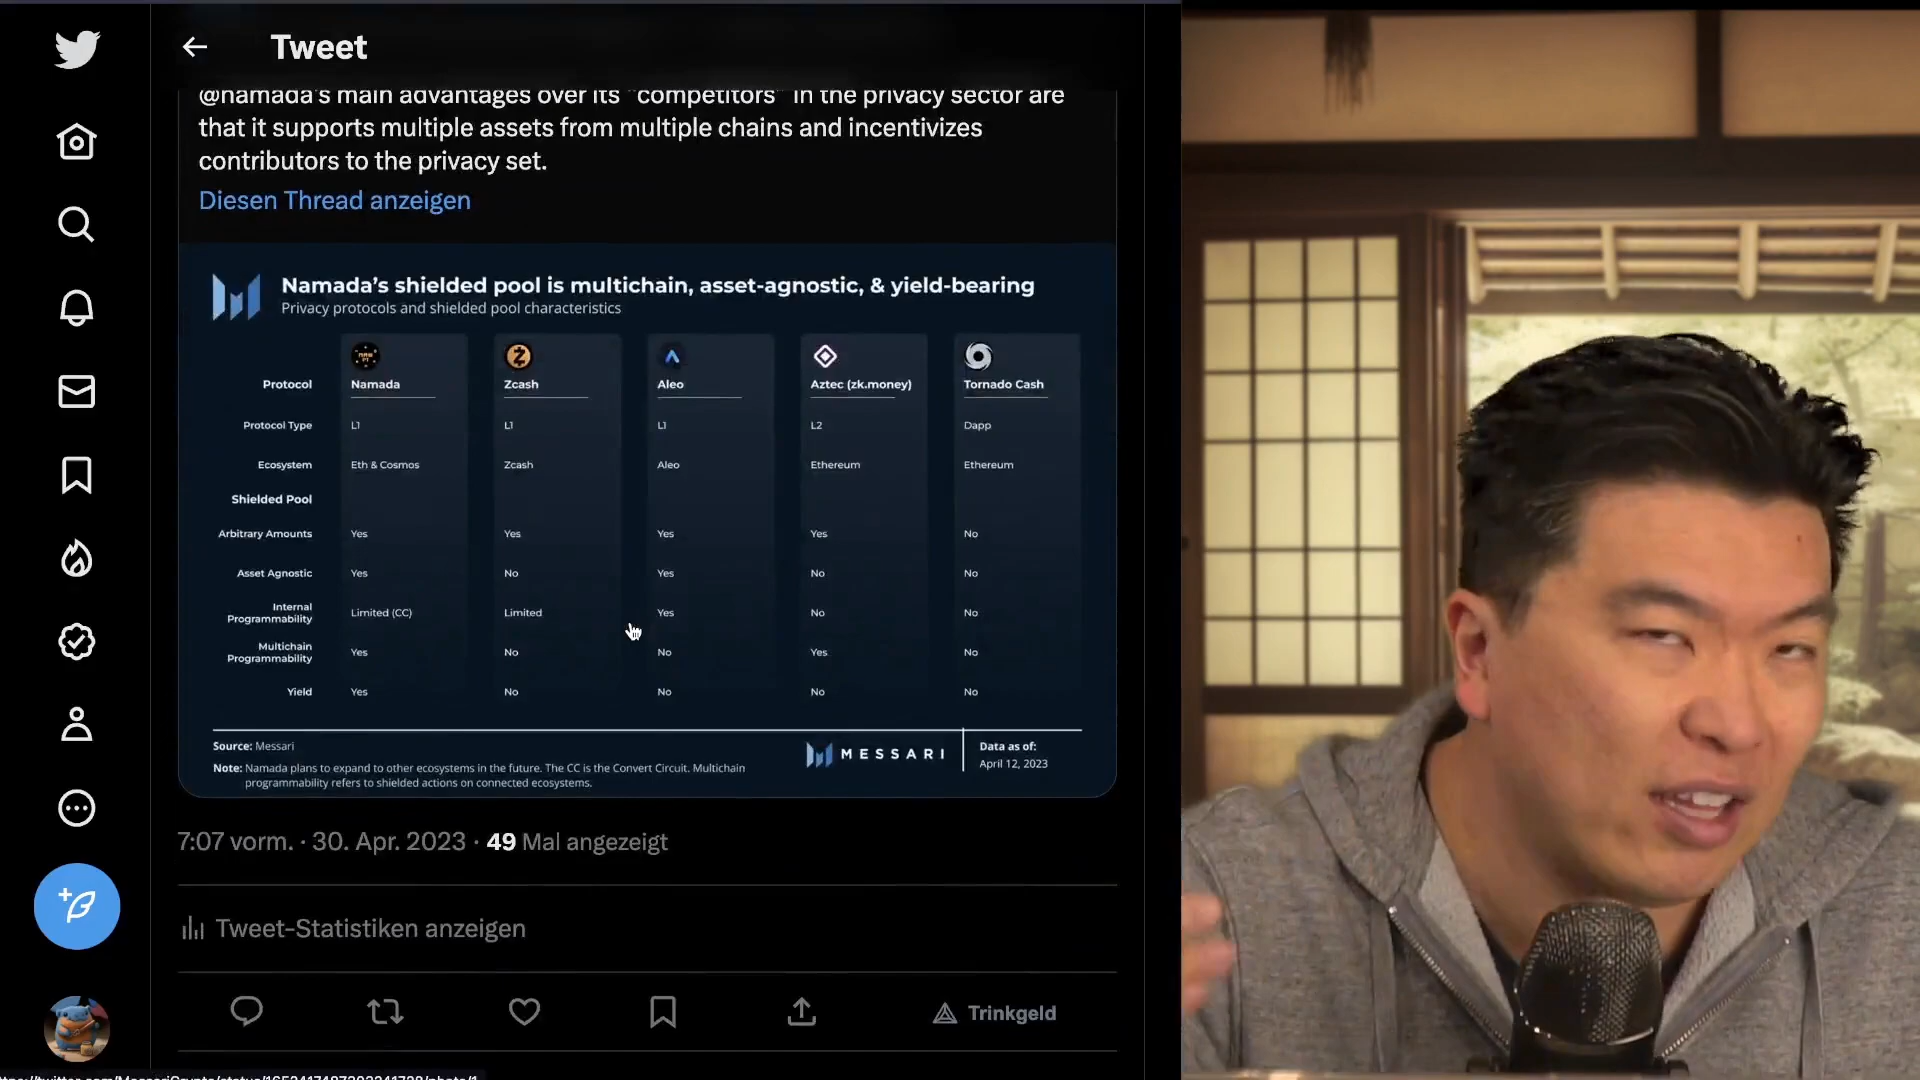 Tweet
@namada's main advantages over its "competitors" in the privacy sector are
that it supports multiple assets from multiple chains and incentivizes
contributors to the privacy set.
Diesen Thread anzeigen
Namada's shielded pool is multichain, asset-agnostic, & yield-bearing
Privacy protocols and shielded pool characteristics
Protocol Namada Zcash Aleo Aztec (zk.money) Tornado Cash
Protocol Type L1 L1 L1 L2 Dapp
Ecosystem Eth & Cosmos Zcash Aleo Ethereum Ethereum
Shielded Pool
Arbitrary Amounts Yes Yes Yes Yes No
Asset Agnostic Yes No Yes No No
Internal
Programmability Limited (CC) Limited Yes No No
Multichain
Programmability Yes No No Yes No
Yield Yes No No No No
Source: Messari
Note: Namada plans to expand to other ecosystems in the future. The CC is the Convert Circuit. Multichain
programmability refers to shielded actions on connected ecosystems.
MESSARI
Data as of:
April 12, 2023
7:07 vorm. · 30. Apr. 2023 · 49 Mal angezeigt
Tweet-Statistiken anzeigen
Trinkgeld